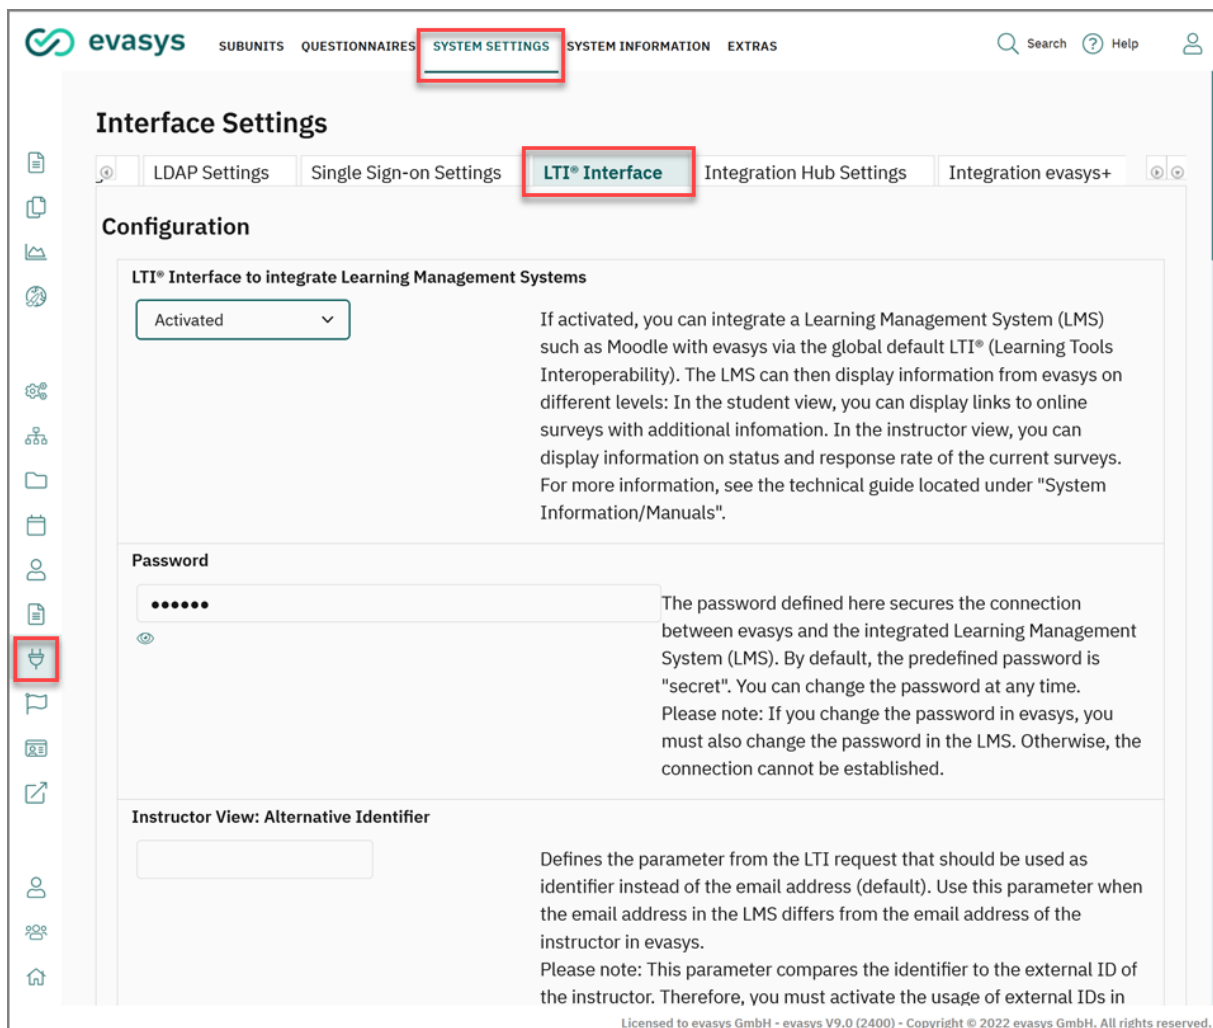 evasys
SUBUNITS QUESTIONNAIRES SYSTEM SETTINGS SYSTEM INFORMATION EXTRAS
Search ? Help
Interface Settings
LDAP Settings Single Sign-on Settings LTI® Interface Integration Hub Settings Integration evasys+
Configuration
LTI® Interface to integrate Learning Management Systems
Activated
If activated, you can integrate a Learning Management System (LMS)
such as Moodle with evasys via the global default LTI® (Learning Tools
Interoperability). The LMS can then display information from evasys on
different levels: In the student view, you can display links to online
surveys with additional infomation. In the instructor view, you can
display information on status and response rate of the current surveys.
For more information, see the technical guide located under "System
Information/Manuals".
Password
••••••
The password defined here secures the connection
between evasys and the integrated Learning Management
System (LMS). By default, the predefined password is
"secret". You can change the password at any time.
Please note: If you change the password in evasys, you
must also change the password in the LMS. Otherwise, the
connection cannot be established.
Instructor View: Alternative Identifier
Defines the parameter from the LTI request that should be used as
identifier instead of the email address (default). Use this parameter when
the email address in the LMS differs from the email address of the
instructor in evasys.
Please note: This parameter compares the identifier to the external ID of
the instructor. Therefore, you must activate the usage of external IDs in
Licensed to evasys GmbH - evasys V9.0 (2400) - Copyright © 2022 evasys GmbH. All rights reserved.